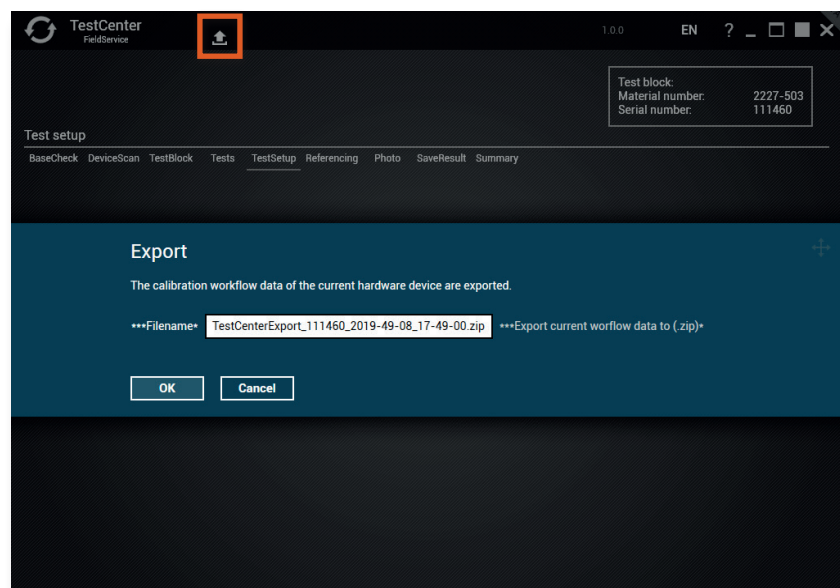 TestCenter
FieldService
1.0.0 EN ?
Test block:
Material number: 2227-503
Serial number: 111460
Test setup
BaseCheck DeviceScan TestBlock Tests TestSetup Referencing Photo SaveResult Summary
Export
The calibration workflow data of the current hardware device are exported.
***Filename* TestCenterExport_111460_2019-49-08_17-49-00.zip ***Export current worflow data to (.zip)*
OK Cancel